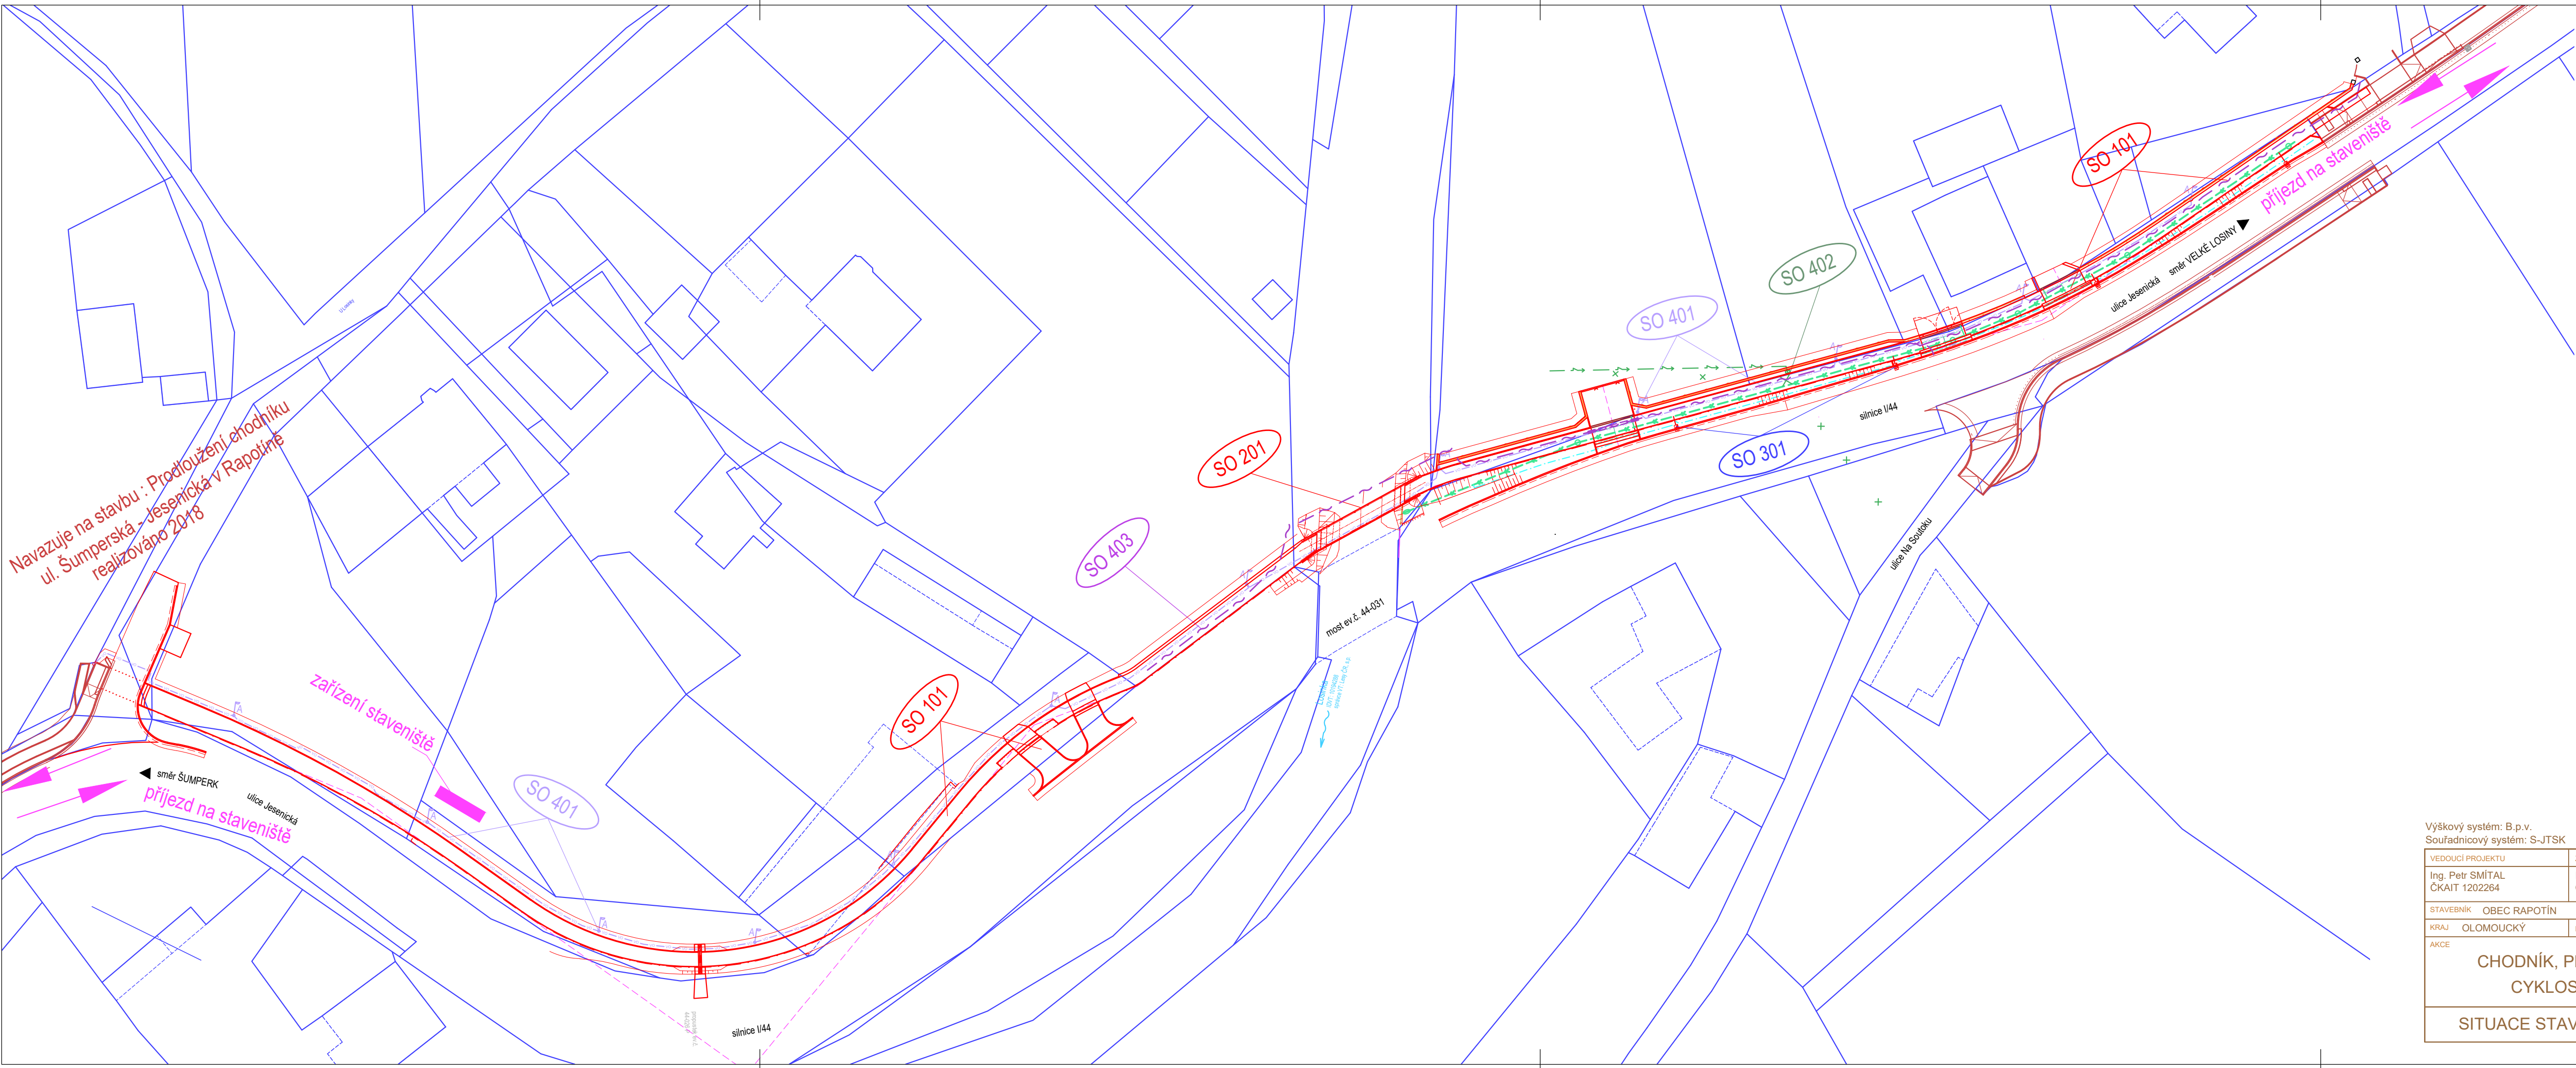 Navazuje na stavbu : Prodloužení chodníku
ul. Šumperská - Jesenická v Rapotíně
realizováno 2018
zařízení staveniště
směr ŠUMPERK
ulice Jesenická
příjezd na staveniště
SO 401
SO 101
SO 403
SO 201
silnice I/44
most ev.č. 44-031
SO 401
SO 402
SO 301
silnice I/44
ulice Na Soutoku
SO 101
ulice Jesenická
směr VELKÉ LOSINY
příjezd na staveniště
Výškový systém: B.p.v.
Souřadnicový systém: S-JTSK
VEDOUCÍ PROJEKTU
Ing. Petr SMÍTAL
ČKAIT 1202264
STAVEBNÍK OBEC RAPOTÍN
KRAJ OLOMOUCKÝ
AKCE
CHODNÍK,
CYKLOS
SITUACE STAV